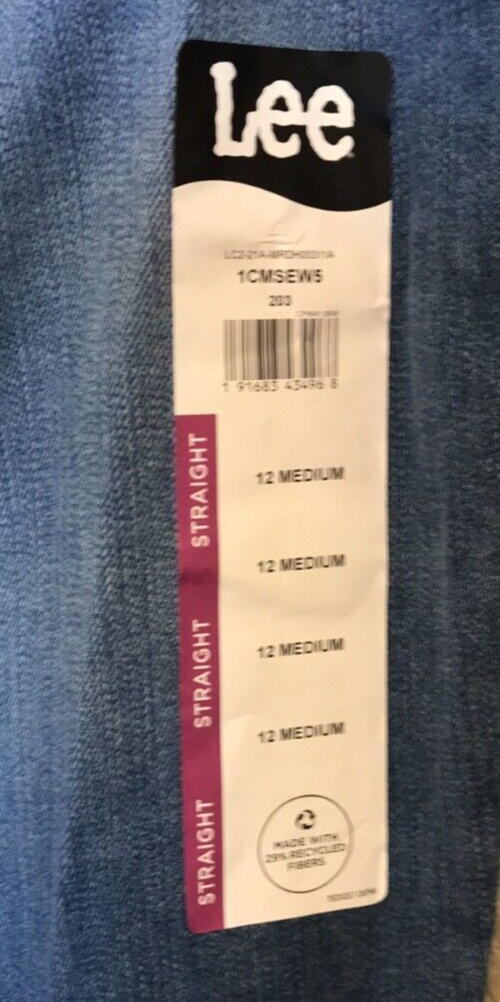 Lee
1CMSEW5
203
1 91683 43496 8
STRAIGHT
12 MEDIUM
12 MEDIUM
STRAIGHT
12 MEDIUM
12 MEDIUM
STRAIGHT
MADE WITH
29% RECYCLED
FIBERS